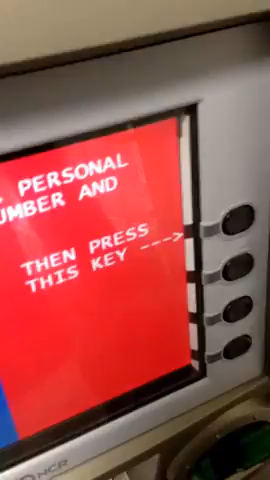 PERSONAL
UMBER AND
THEN PRESS
THIS KEY --->
NCR